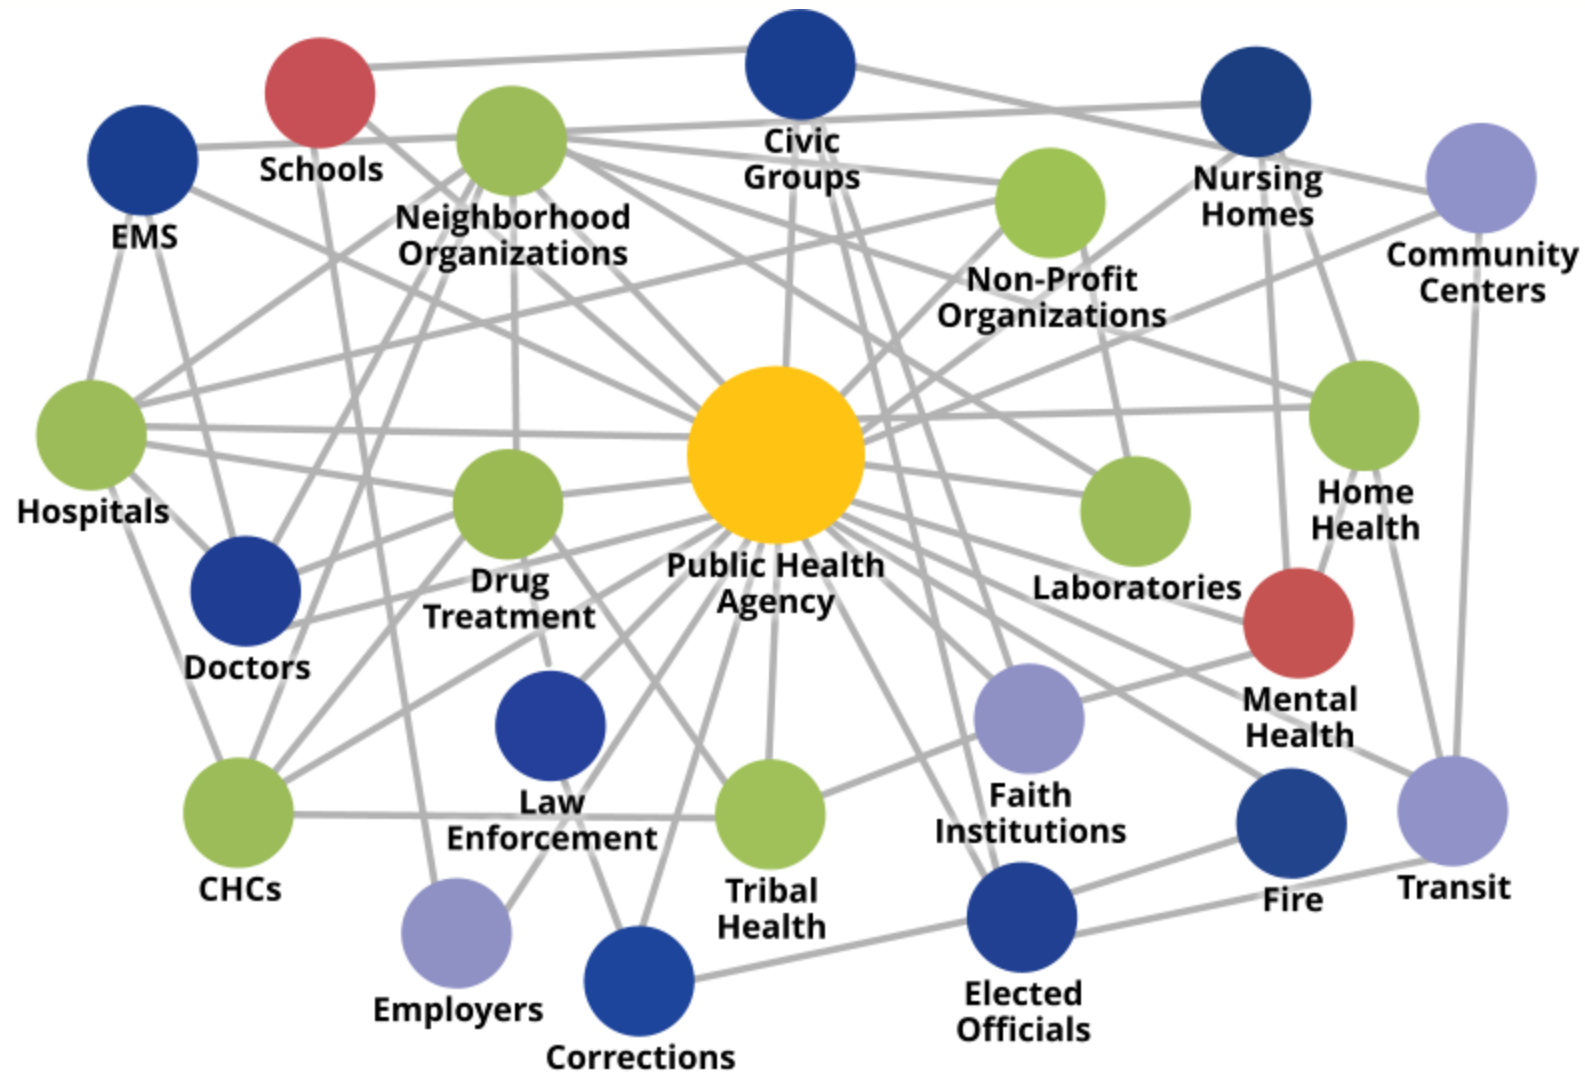 Civic
Groups
Schools
Nursing
Homes
Neighborhood
Organizations
EMS
Community
Centers
Non-Profit
Organizations
Hospitals
Home
Health
Public Health
Agency
Drug
Treatment
Laboratories
Doctors
Mental
Health
Law
Enforcement
Faith
Institutions
CHCs
Tribal
Health
Fire
Transit
Employers
Elected
Officials
Corrections